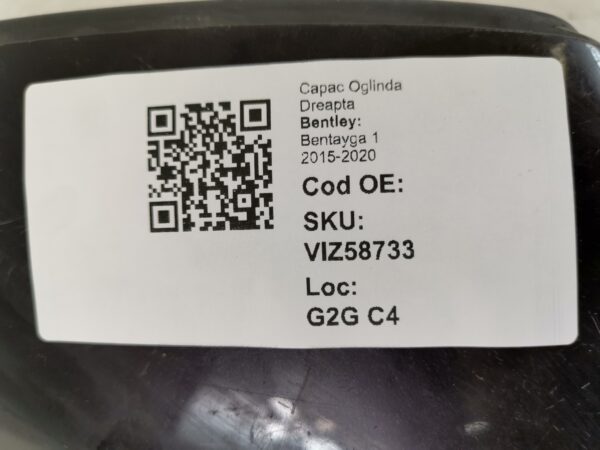 Capac Oglinda
Dreapta
Bentley:
Bentayga 1
2015-2020
Cod OE:
SKU:
VIZ58733
Loc:
G2G C4